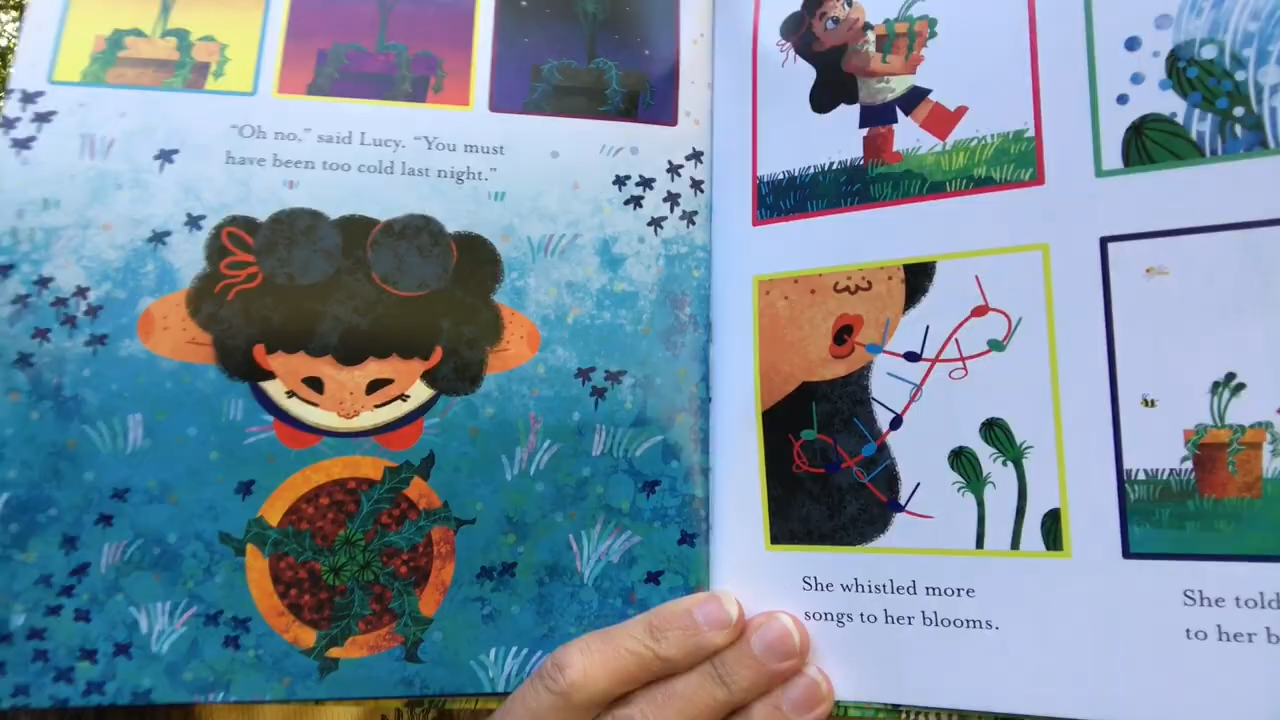 "Oh no," said Lucy. "You must
have been too cold last night."
She whistled more
songs to her blooms.
She told
to her